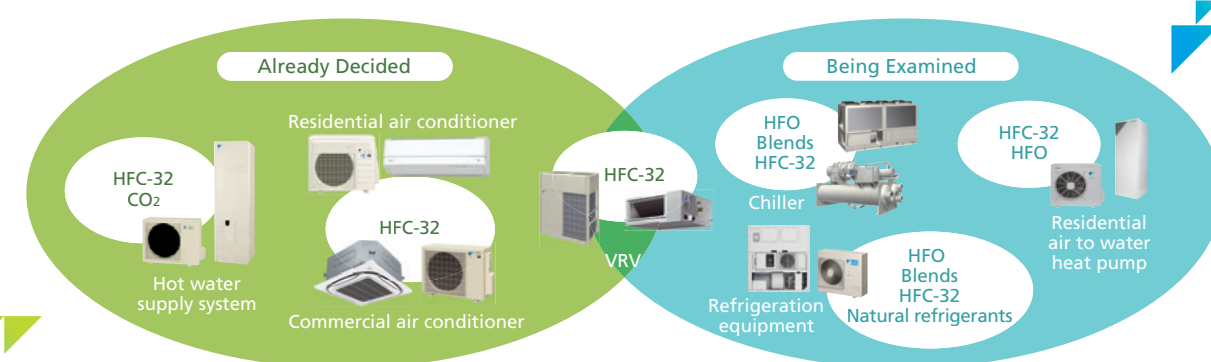 Already Decided
Being Examined
Residential air conditioner
HFC-32
CO2
Hot water
supply system
HFC-32
Commercial air conditioner
HFC-32
VRV
HFO
Blends
HFC-32
Chiller
HFC-32
HFO
Residential
air to water
heat pump
Refrigeration
equipment
HFO
Blends
HFC-32
Natural refrigerants